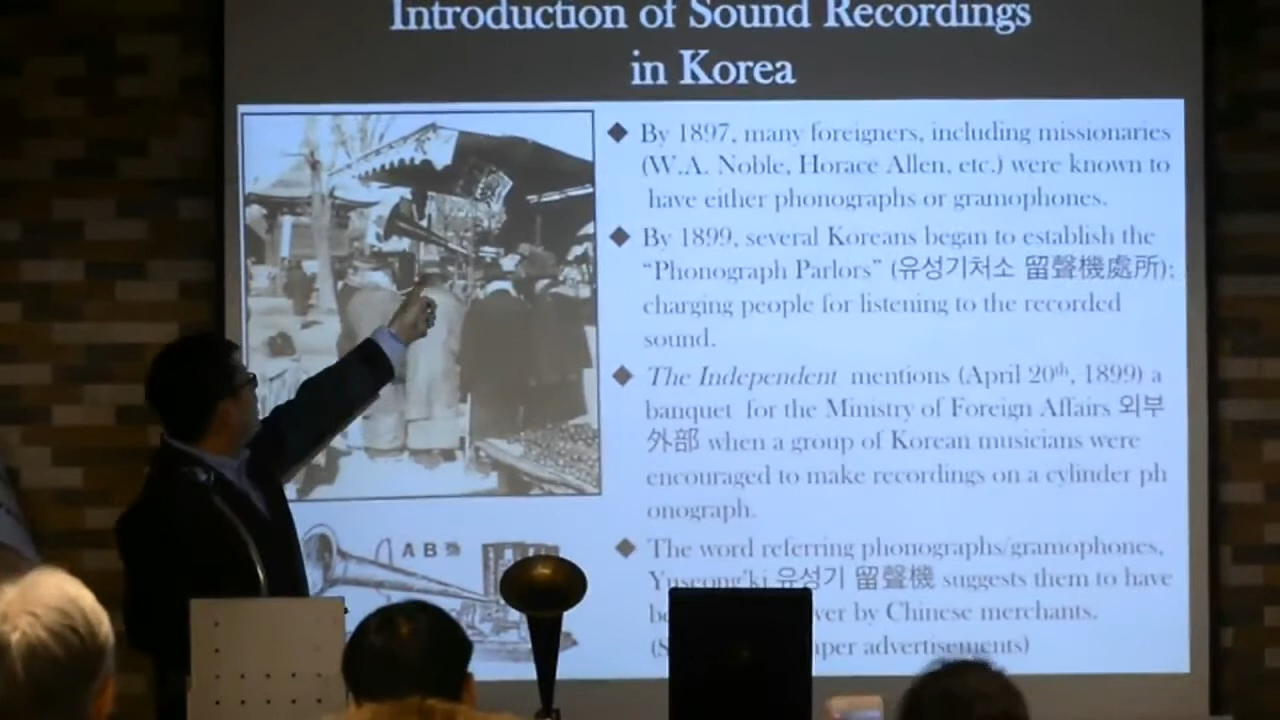 Introduction of Sound Recordings
in Korea
By 1897, many foreigners, including missionaries
(W.A. Noble, Horace Allen, etc.) were known to
have either phonographs or gramophones.
By 1899, several Koreans began to establish the
“Phonograph Parlors” (유성기처소 留聲機處所);
charging people for listening to the recorded
sound.
The Independent mentions (April 20th, 1899) a
banquet for the Ministry of Foreign Affairs 외부
外部 when a group of Korean musicians were
encouraged to make recordings on a cylinder ph
onograph.
The word referring phonographs/gramophones,
Yuseong'ki 유성기 留聲機 suggests them to have
by Chinese merchants.
advertisements)
A B